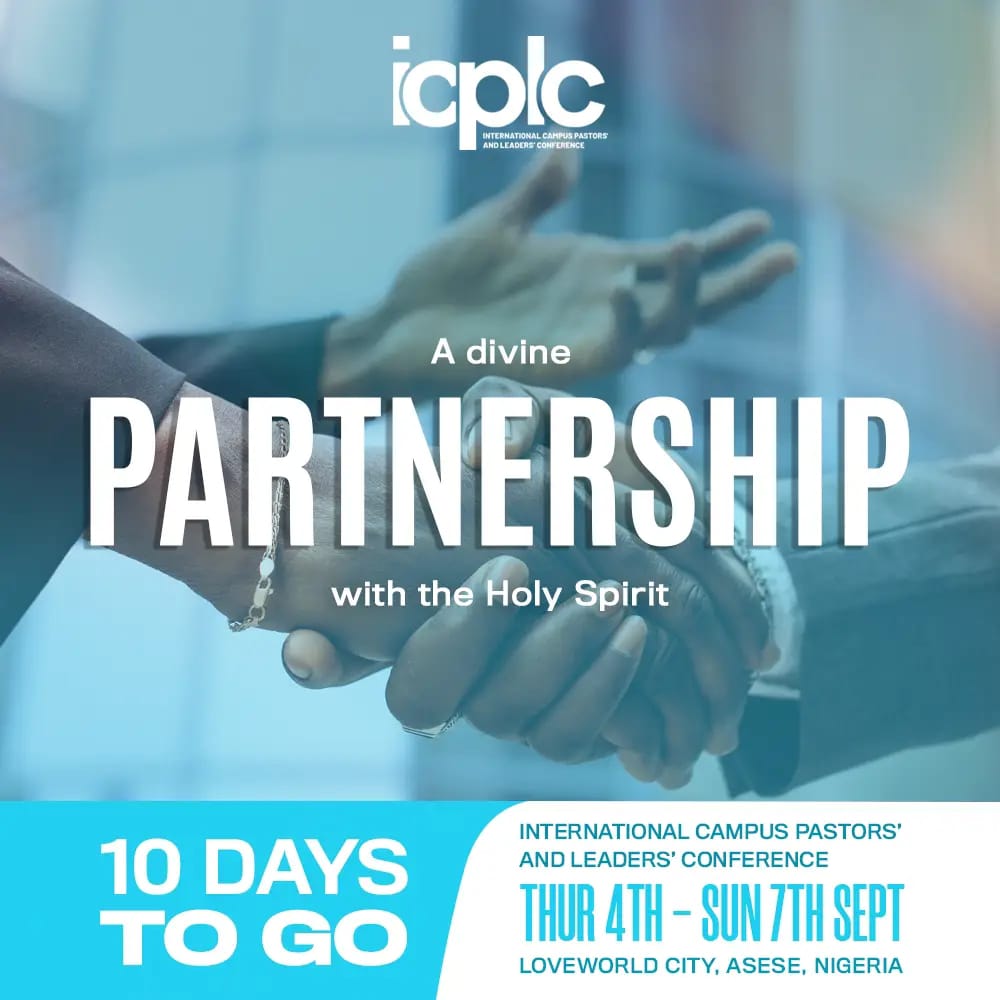 icplc
INTERNATIONAL CAMPUS PASTORS'
AND LEADERS' CONFERENCE
A divine
PARTNERSHIP
with the Holy Spirit
10 DAYS
TO GO
INTERNATIONAL CAMPUS PASTORS'
AND LEADERS' CONFERENCE
THUR 4TH – SUN 7TH SEPT
LOVEWORLD CITY, ASESE, NIGERIA